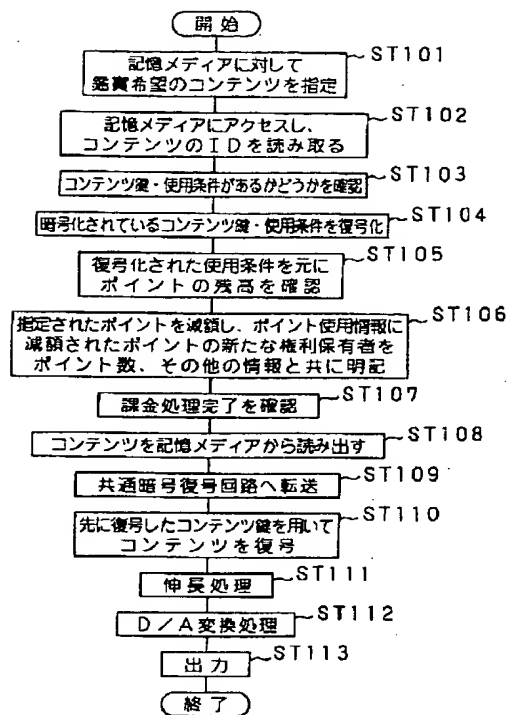 開始
記憶メディアに対して
鑑賞希望のコンテンツを指定
ST101
記憶メディアにアクセスし、
コンテンツのIDを読み取る
ST102
コンテンツ鍵・使用条件があるかどうかを確認
ST103
暗号化されているコンテンツ鍵・使用条件を復号化
ST104
復号化された使用条件を元に
ポイントの残高を確認
ST105
指定されたポイントを減額し、ポイント使用情報に
減額されたポイントの新たな権利保有者を
ポイント数、その他の情報と共に明記
ST106
課金処理完了を確認
ST107
コンテンツを記憶メディアから読み出す
ST108
共通暗号復号回路へ転送
ST109
先に復号したコンテンツ鍵を用いて
コンテンツを復号
ST110
伸長処理
ST111
D/A変換処理
ST112
出力
ST113
終了